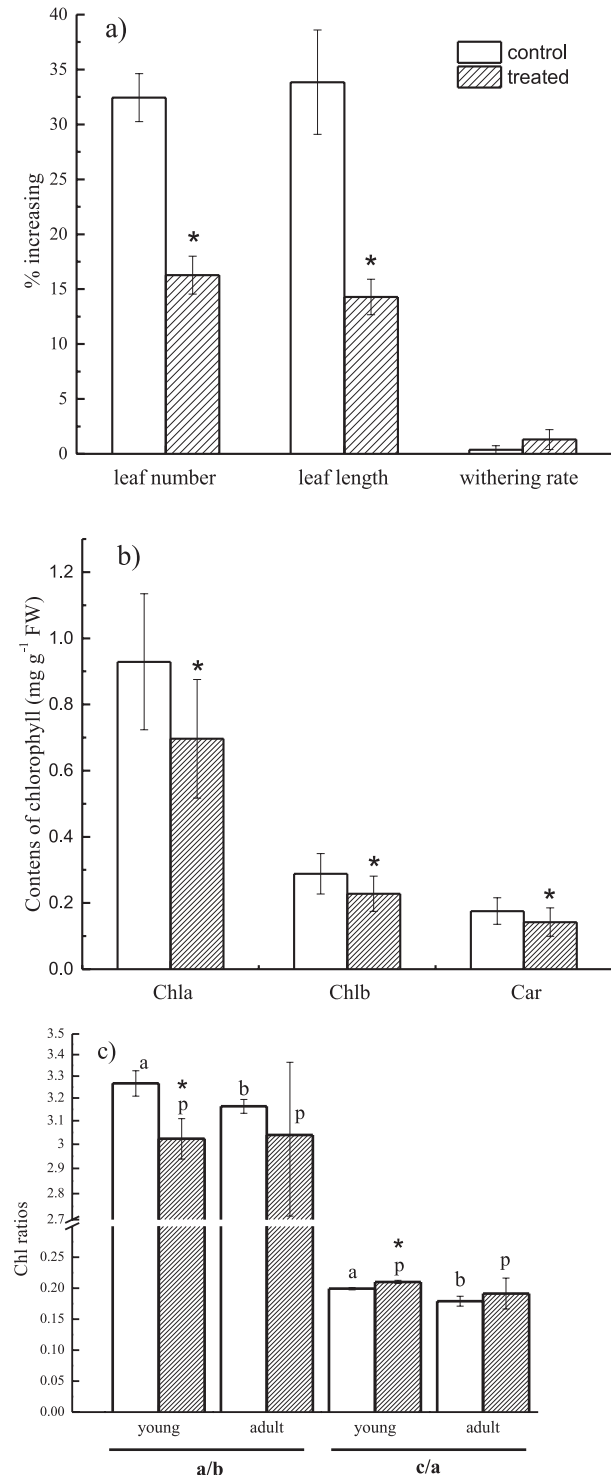 a)
control
treated
40
35
30
25
20
15
10
5
0
% increasing
*
*
leaf number leaf length withering rate
b)
1.2
1.0
0.8
0.6
0.4
0.2
0.0
Contens of chlorophyll (mg g⁻¹ FW)
*
*
*
Chla Chlb Car
c)
3.5
3.4
3.3
3.2
3.1
3
2.9
2.8
2.7
0.25
0.20
0.15
0.10
0.05
0.00
Chl ratios
a
*
p
b
p
a
*
p
b
p
young adult young adult
a/b c/a